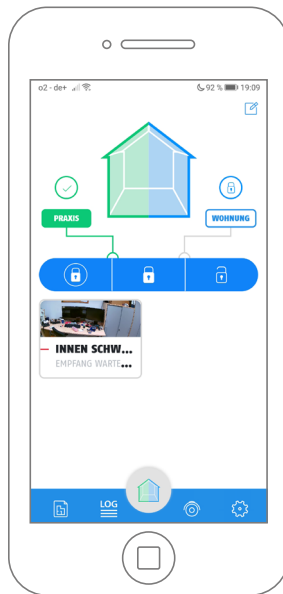 o2 - de+ 92 % 19:09
PRAXIS
WOHNUNG
INNEN SCHW...
EMPFANG WARTE...
LOG